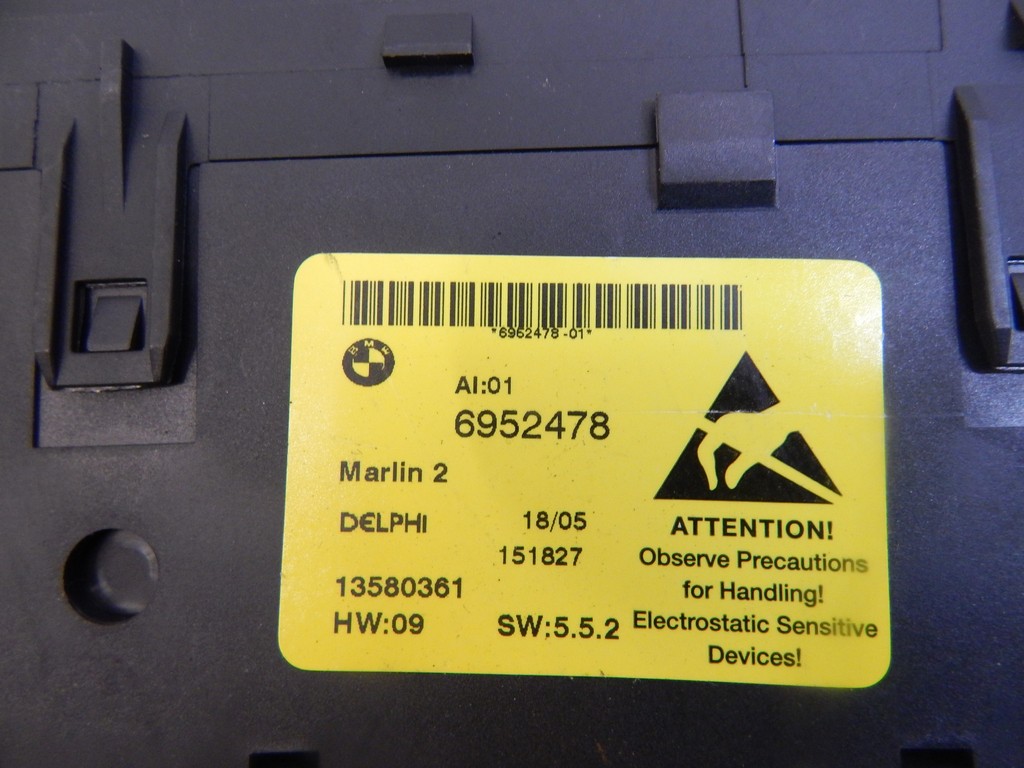 *6952478-01*
BMW
AI:01
6952478
Marlin 2
DELPHI 18/05
151827
13580361
HW:09 SW:5.5.2
ATTENTION!
Observe Precautions
for Handling!
Electrostatic Sensitive
Devices!